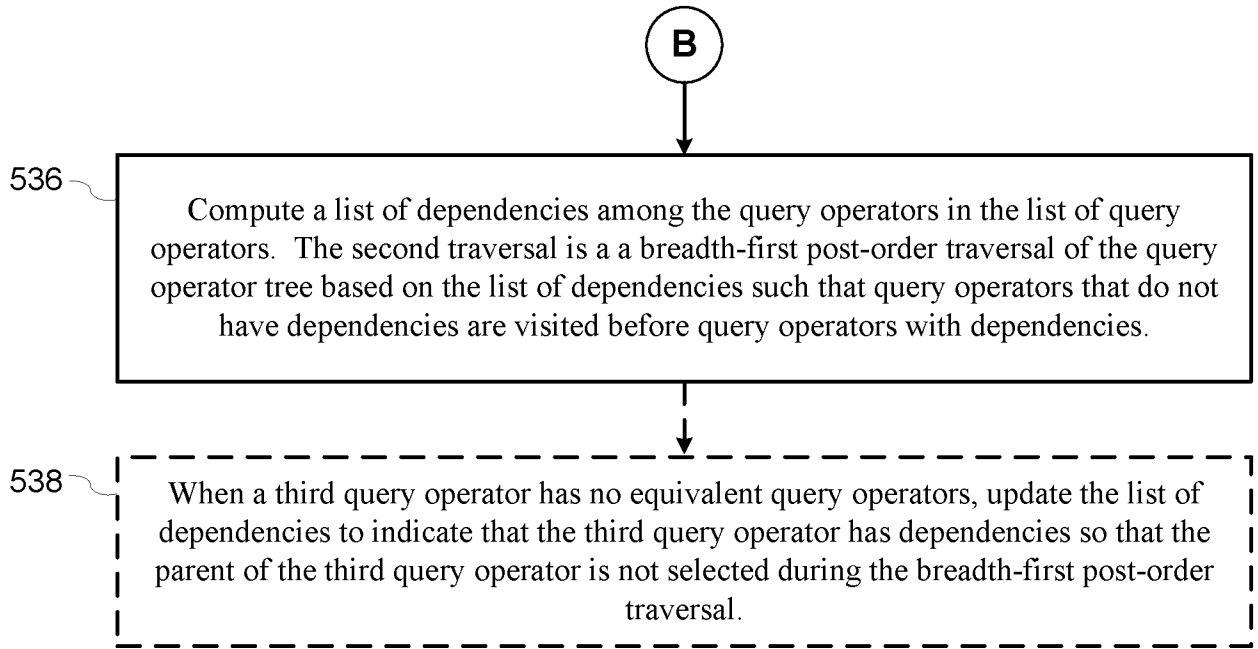 B
536
Compute a list of dependencies among the query operators in the list of query
operators.  The second traversal is a a breadth-first post-order traversal of the query
operator tree based on the list of dependencies such that query operators that do not
have dependencies are visited before query operators with dependencies.
538
When a third query operator has no equivalent query operators, update the list of
dependencies to indicate that the third query operator has dependencies so that the
parent of the third query operator is not selected during the breadth-first post-order
traversal.